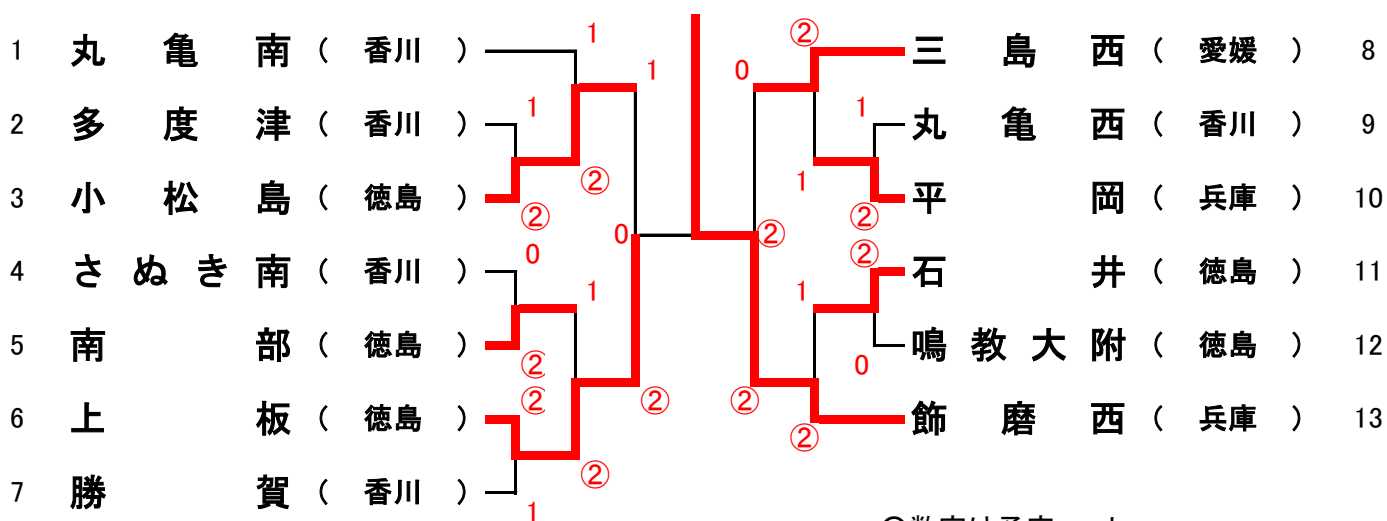 1 丸亀南（香川） 1
1
2 多度津（香川） 1
3 小松島（徳島） ②
②
0
4 さぬき南（香川） 0
1
5 南部（徳島） ②
②
6 上板（徳島） ②
②
7 勝賀（香川） 1
② 三島西（愛媛） 8
0
1 丸亀西（香川） 9
1
② 平岡（兵庫） 10
②
② 石井（徳島） 11
1
0 鳴教大附（徳島） 12
②
② 飾磨西（兵庫） 13